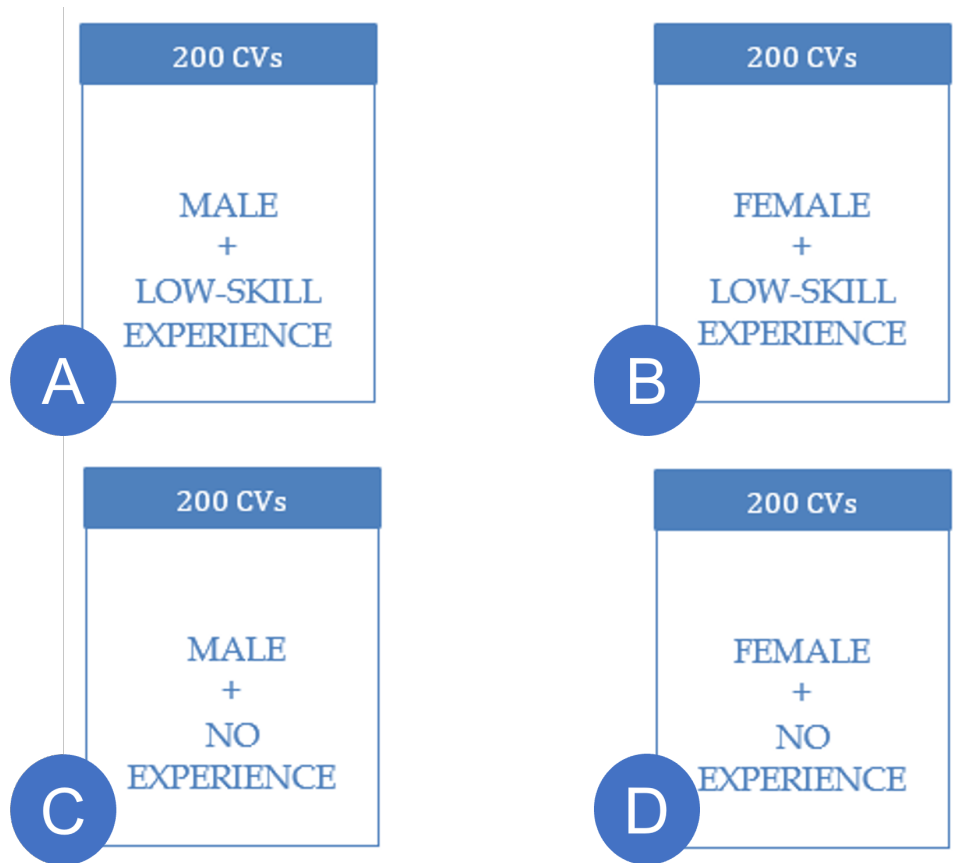 200 CVs
MALE
+
LOW-SKILL
EXPERIENCE
A
200 CVs
FEMALE
+
LOW-SKILL
EXPERIENCE
B
200 CVs
MALE
+
NO
EXPERIENCE
C
200 CVs
FEMALE
+
NO
EXPERIENCE
D